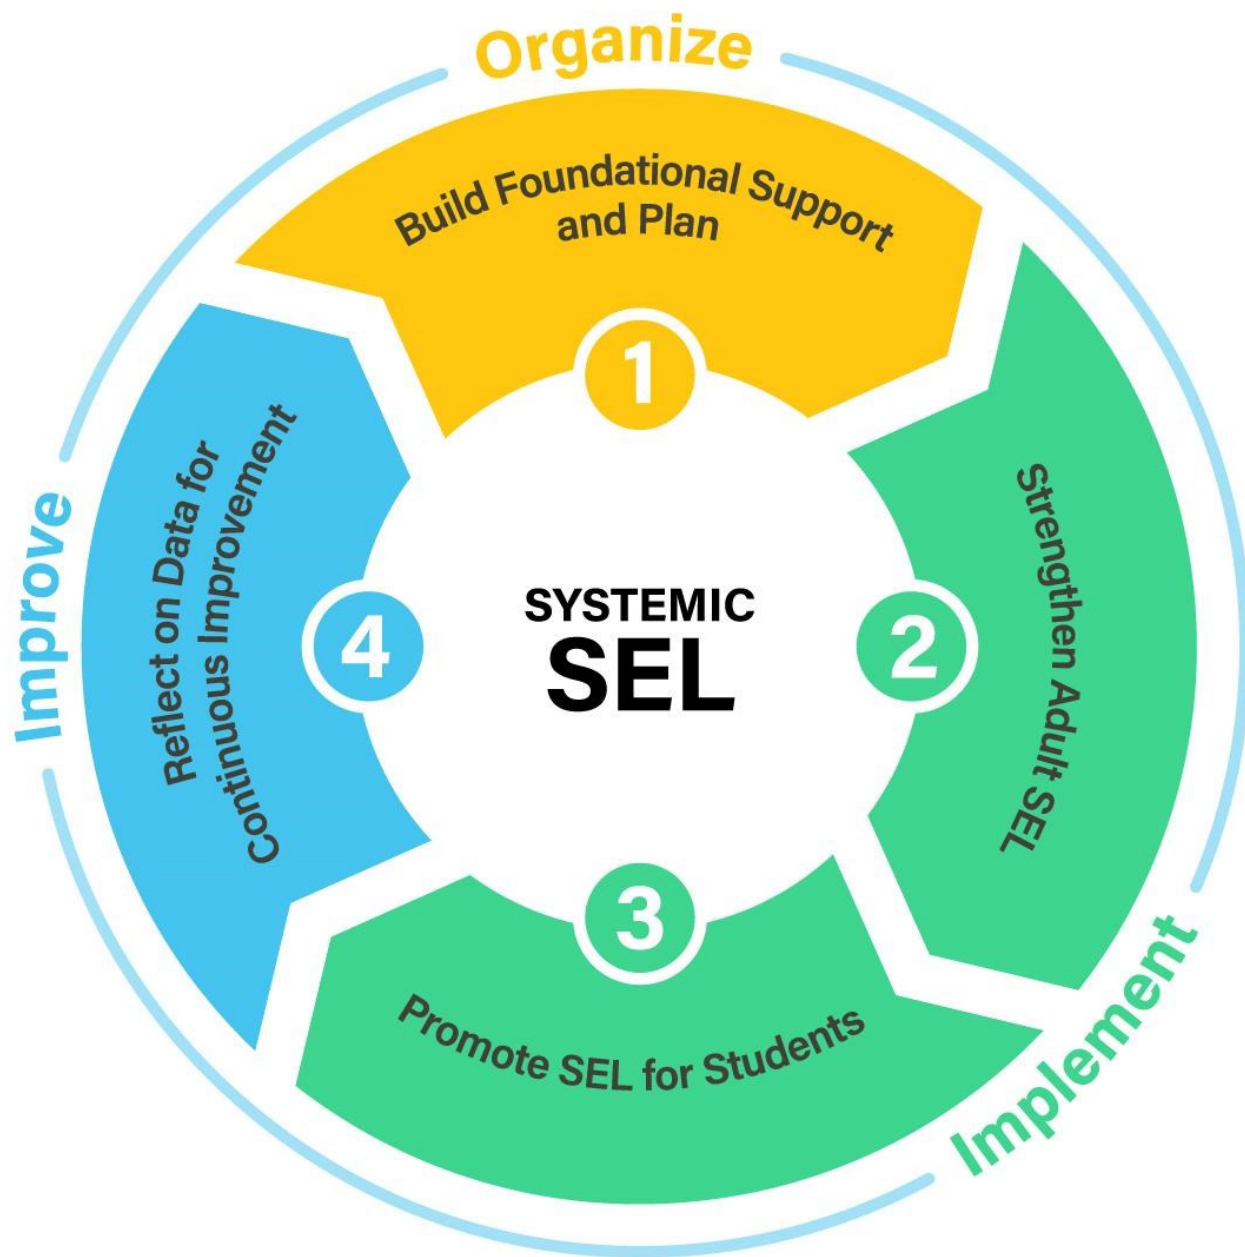 Organize
Build Foundational Support
and Plan
1
Strengthen Adult SEL
2
Implement
Promote SEL for Students
3
Improve
Reflect on Data for
Continuous Improvement
4
SYSTEMIC
SEL